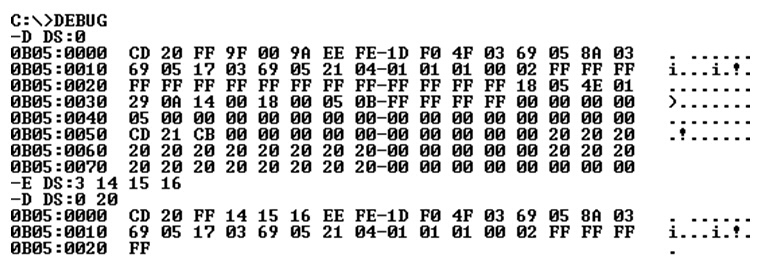 C:\>DEBUG
-D DS:0
0B05:0000 CD 20 FF 9F 00 9A EE FE-1D F0 4F 03 69 05 8A 03 . ......
0B05:0010 69 05 17 03 69 05 21 04-01 01 01 00 02 FF FF FF i...i.!.
0B05:0020 FF FF FF FF FF FF FF FF-FF FF FF FF 18 05 4E 01 ........
0B05:0030 29 0A 14 00 18 00 05 0B-FF FF FF FF 00 00 00 00 ).......
0B05:0040 05 00 00 00 00 00 00 00-00 00 00 00 00 00 00 00 ........
0B05:0050 CD 21 CB 00 00 00 00 00-00 00 00 00 00 20 20 20 .!......
0B05:0060 20 20 20 20 20 20 20 20-00 00 00 00 00 20 20 20
0B05:0070 20 20 20 20 20 20 20 20-00 00 00 00 00 00 00 00
-E DS:3 14 15 16
-D DS:0 20
0B05:0000 CD 20 FF 14 15 16 EE FE-1D F0 4F 03 69 05 8A 03 . ......
0B05:0010 69 05 17 03 69 05 21 04-01 01 01 00 02 FF FF FF i...i.!.
0B05:0020 FF .